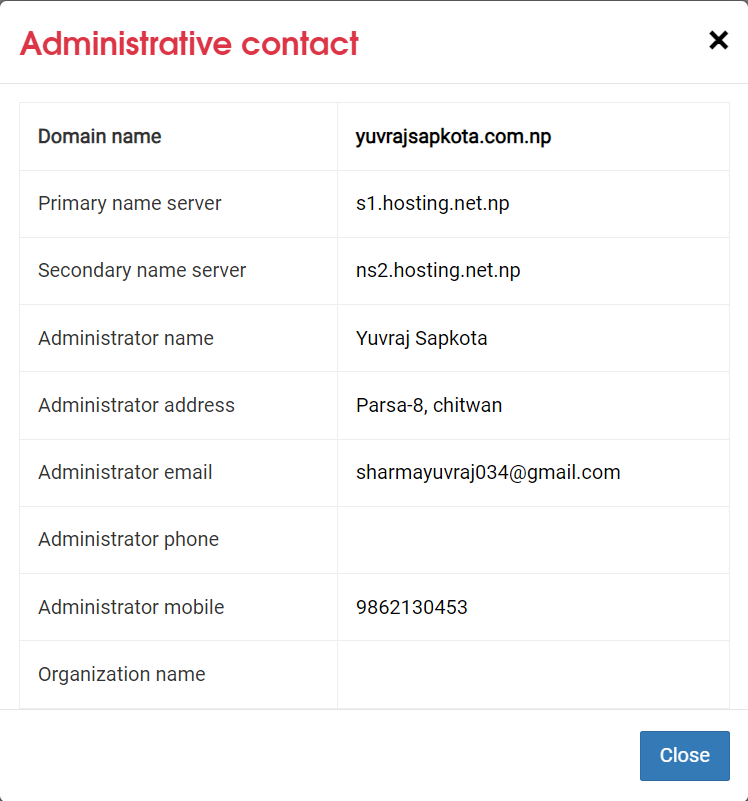 Administrative contact
Domain name yuvrajsapkota.com.np
Primary name server s1.hosting.net.np
Secondary name server ns2.hosting.net.np
Administrator name Yuvraj Sapkota
Administrator address Parsa-8, chitwan
Administrator email sharmayuvraj034@gmail.com
Administrator phone
Administrator mobile 9862130453
Organization name
Close